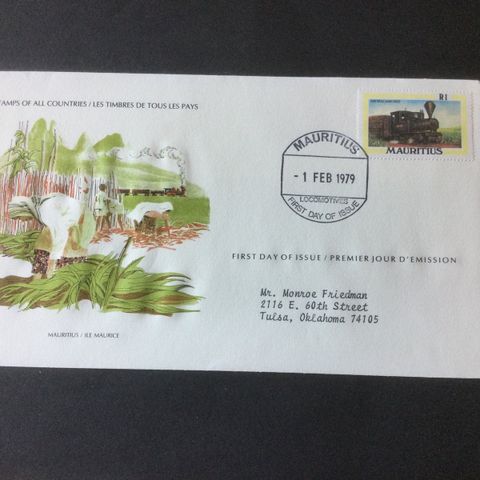 STAMPS OF ALL COUNTRIES / LES TIMBRES DE TOUS LES PAYS
R1
MAURITIUS
MAURITIUS
- 1 FEB 1979
LOCOMOTIVES
FIRST DAY OF ISSUE
FIRST DAY OF ISSUE / PREMIER JOUR D'EMISSION
Mr. Monroe Friedman
2116 E. 60th Street
Tulsa, Oklahoma 74105
MAURITIUS / ILE MAURICE